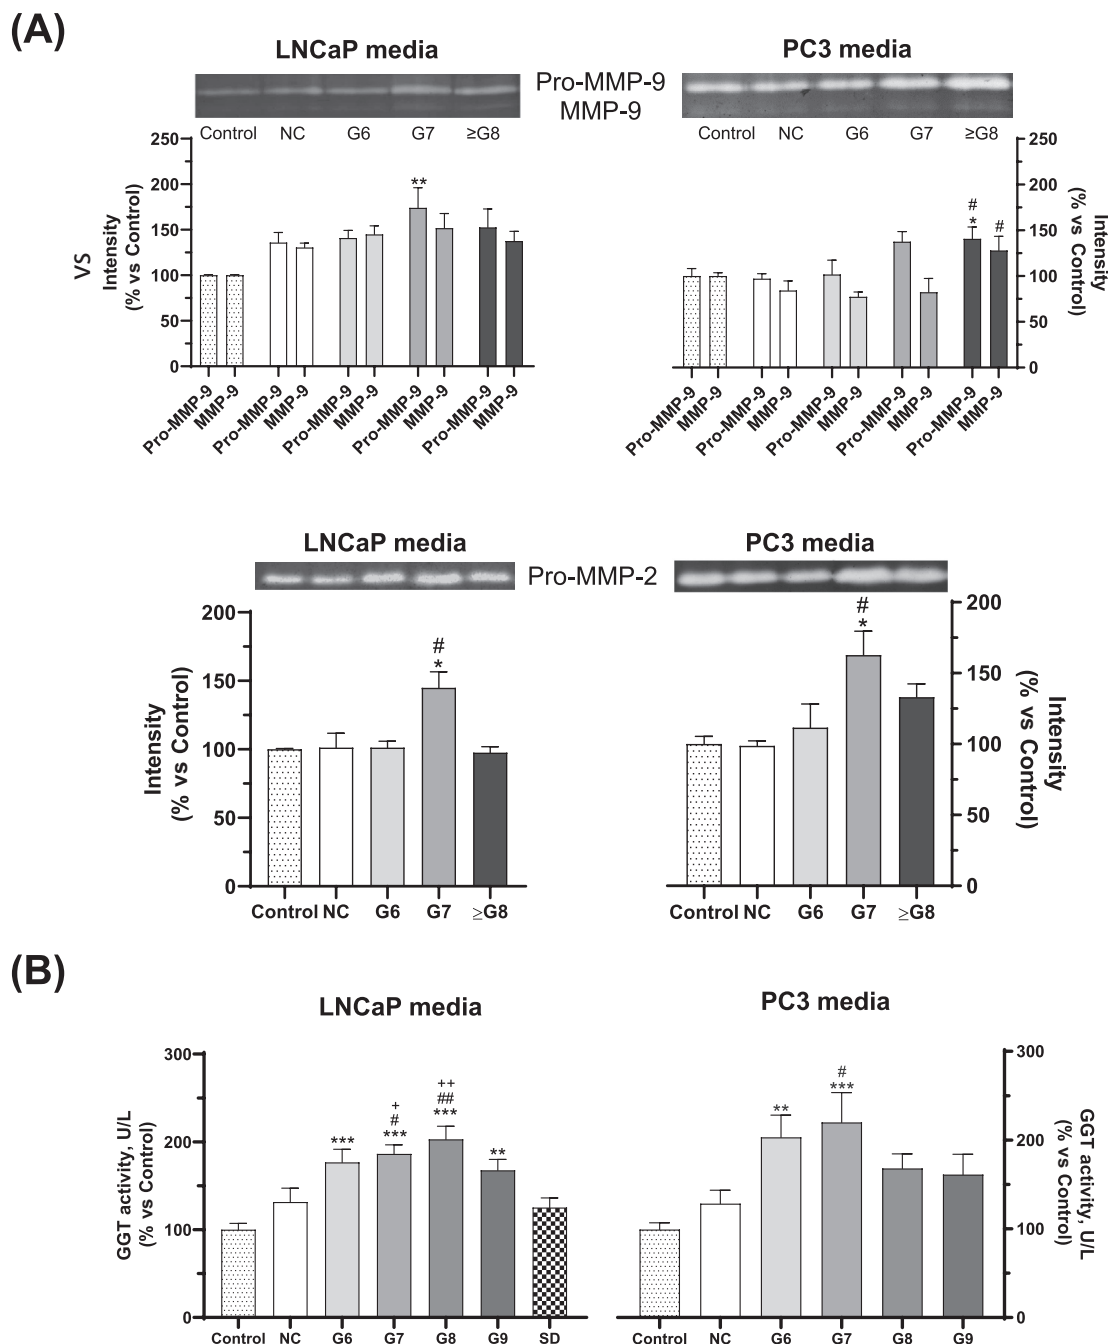 (A)
LNCaP media
PC3 media
Pro-MMP-9
MMP-9
Control NC G6 G7 ≥G8
Control NC G6 G7 ≥G8
VS
Intensity
(% vs Control)
250
200
150
100
50
0
**
Pro-MMP-9 MMP-9 Pro-MMP-9 MMP-9 Pro-MMP-9 MMP-9 Pro-MMP-9 MMP-9 Pro-MMP-9 MMP-9
250
200
150
100
50
0
Intensity
(% vs Control)
#
*
#
Pro-MMP-9 MMP-9 Pro-MMP-9 MMP-9 Pro-MMP-9 MMP-9 Pro-MMP-9 MMP-9 Pro-MMP-9 MMP-9
LNCaP media
PC3 media
Pro-MMP-2
Intensity
(% vs Control)
200
150
100
50
0
#
*
Control NC G6 G7 ≥G8
200
150
100
50
0
Intensity
(% vs Control)
#
*
Control NC G6 G7 ≥G8
(B)
LNCaP media
PC3 media
GGT activity, U/L
(% vs Control)
300
200
100
0
***
+
#
***
++
##
***
**
Control NC G6 G7 G8 G9 SD
300
200
100
0
GGT activity, U/L
(% vs Control)
**
#
***
Control NC G6 G7 G8 G9